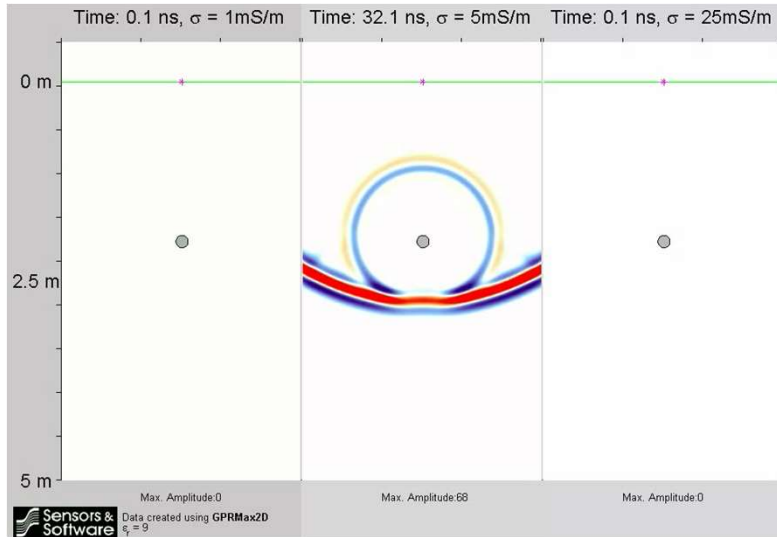 Time: 0.1 ns, σ = 1mS/m
Time: 32.1 ns, σ = 5mS/m
Time: 0.1 ns, σ = 25mS/m
0 m
2.5 m
5 m
Max. Amplitude:0
Max. Amplitude:68
Max. Amplitude:0
Sensors &
Software
Data created using GPRMax2D
εr = 9